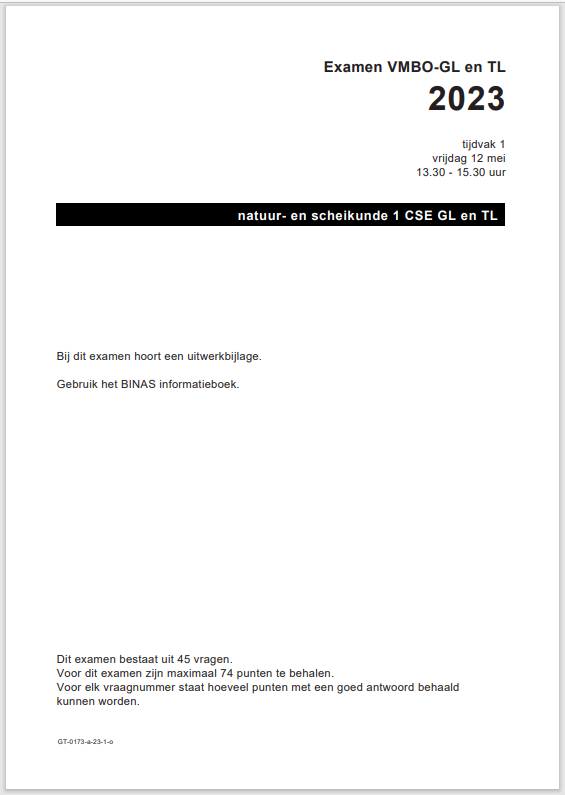 Examen VMBO-GL en TL
2023
tijdvak 1
vrijdag 12 mei
13.30 - 15.30 uur
natuur- en scheikunde 1 CSE GL en TL
Bij dit examen hoort een uitwerkbijlage.
Gebruik het BINAS informatieboek.
Dit examen bestaat uit 45 vragen.
Voor dit examen zijn maximaal 74 punten te behalen.
Voor elk vraagnummer staat hoeveel punten met een goed antwoord behaald
kunnen worden.
GT-0173-a-23-1-o